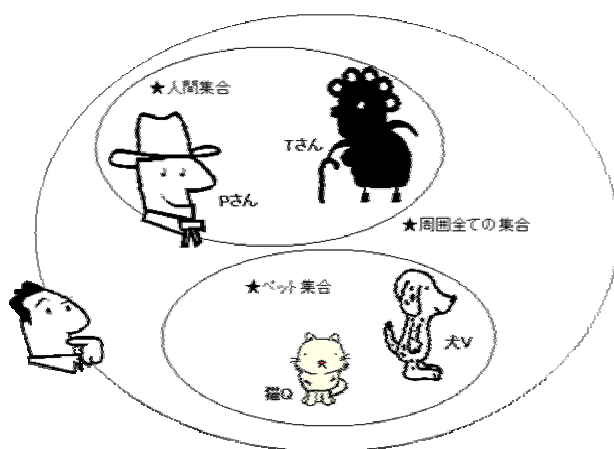 ★人間集合
Tさん
Pさん
★周囲全ての集合
★ペット集合
犬V
猫Q